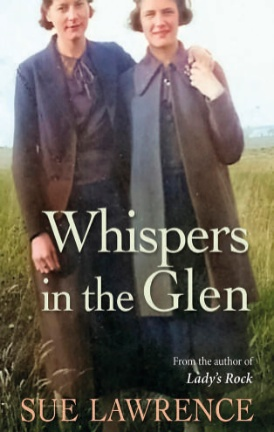 Whispers
in the Glen
From the author of
Lady's Rock
SUE LAWRENCE